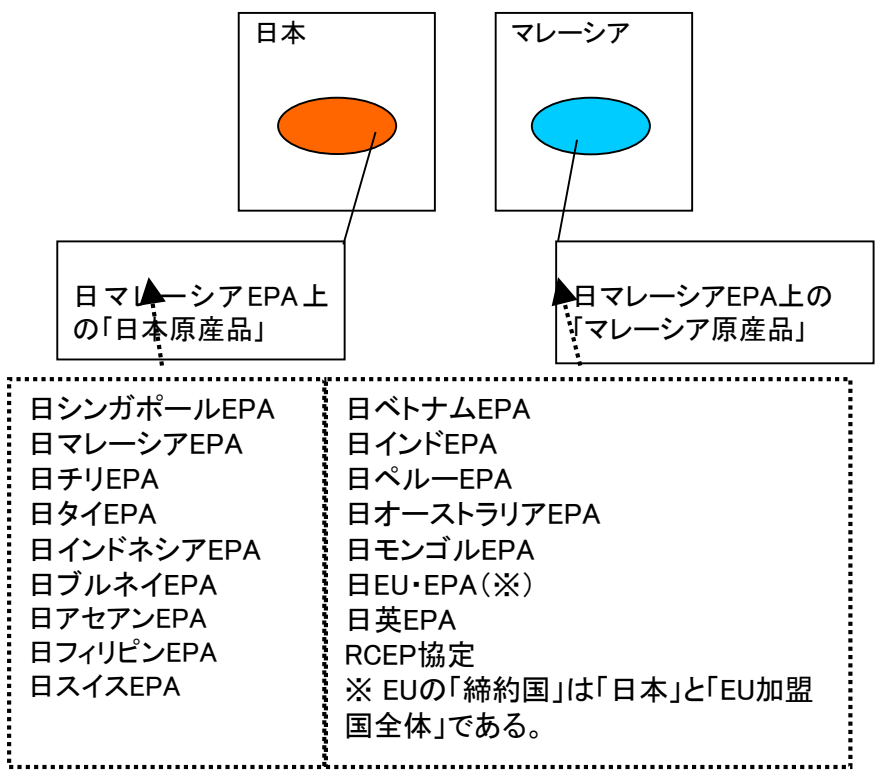 日本
マレーシア
日マレーシアEPA上
の「日本原産品」
日マレーシアEPA上の
「マレーシア原産品」
日シンガポールEPA
日マレーシアEPA
日チリEPA
日タイEPA
日インドネシアEPA
日ブルネイEPA
日アセアンEPA
日フィリピンEPA
日スイスEPA
日ベトナムEPA
日インドEPA
日ペルーEPA
日オーストラリアEPA
日モンゴルEPA
日EU・EPA（※）
日英EPA
RCEP協定
※ EUの「締約国」は「日本」と「EU加盟
国全体」である。